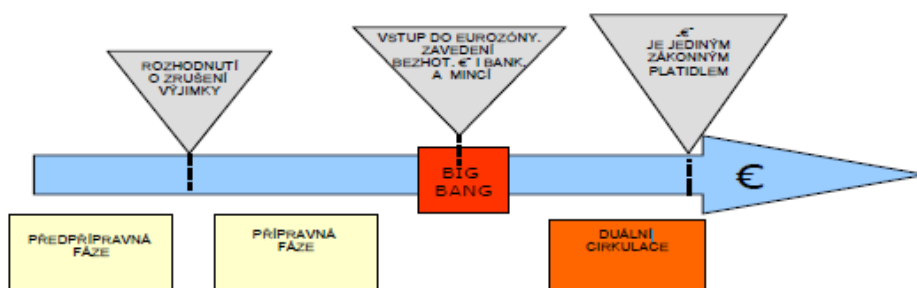 ROZHODNUTÍ
O ZRUŠENÍ
VÝJIMKY
VSTUP DO EUROZÓNY.
ZAVEDENÍ
BEZHOT. €" I BANK.
A MINCÍ
„€"
JE JEDINÝM
ZÁKONNÝM
PLATIDLEM
BIG
BANG
€
PŘEDPŘÍPRAVNÁ
FÁZE
PŘÍPRAVNÁ
FÁZE
DUÁLNÍ
CIRKULACE